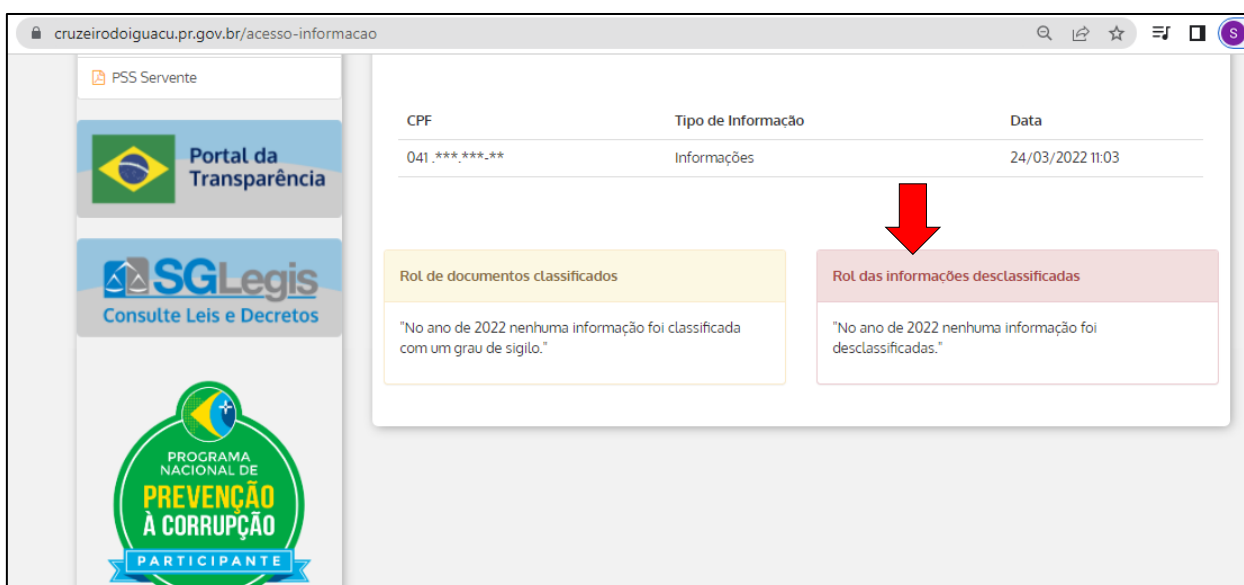 cruzeirodoiguacu.pr.gov.br/acesso-informacao
S
PSS Servente
Portal da
Transparência
SGLegis
Consulte Leis e Decretos
PROGRAMA
NACIONAL DE
PREVENÇÃO
À CORRUPÇÃO
PARTICIPANTE
CPF Tipo de Informação Data
041.***.***-** Informações 24/03/2022 11:03
Rol de documentos classificados
"No ano de 2022 nenhuma informação foi classificada
com um grau de sigilo."
Rol das informações desclassificadas
"No ano de 2022 nenhuma informação foi
desclassificadas."